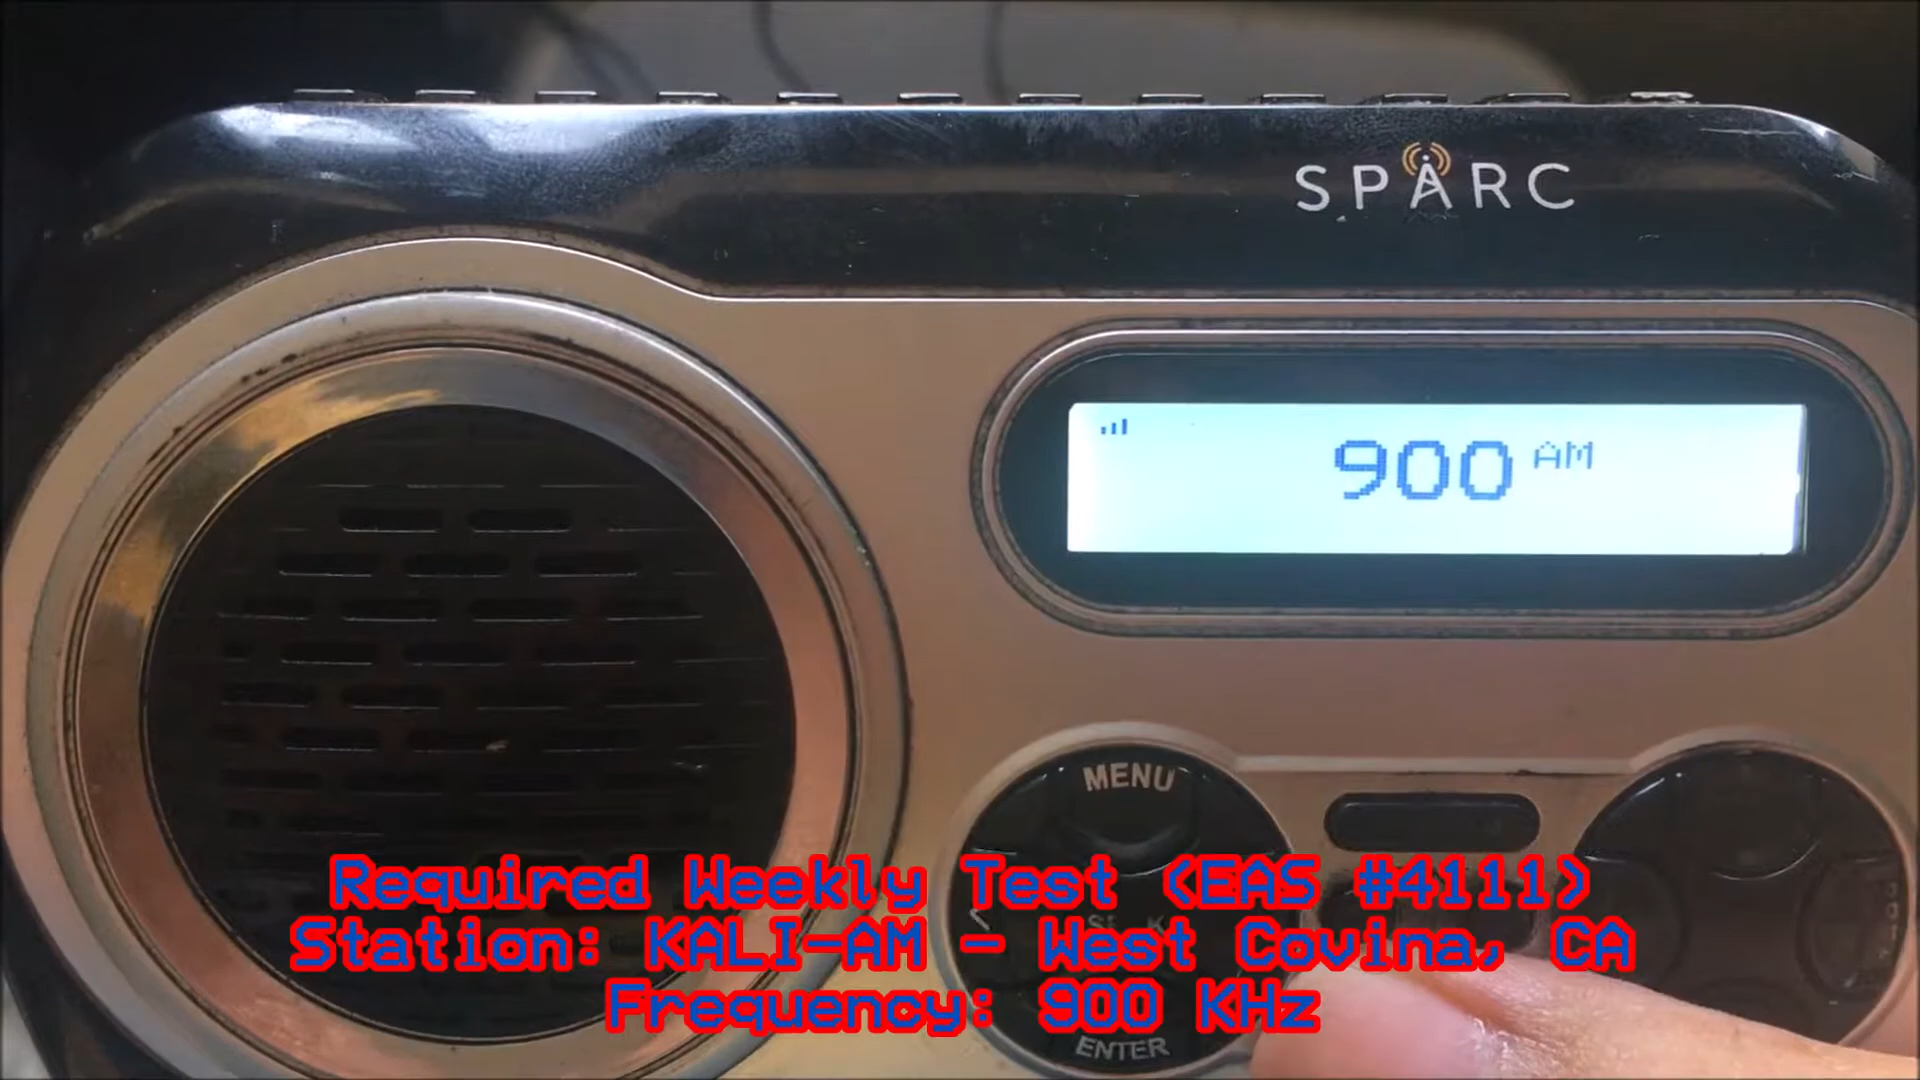 SPARC
900 AM
MENU
Required Weekly Test (EAS #4111)
Station: KALI-AM - West Covina, CA
Frequency: 900 KHz
ENTER